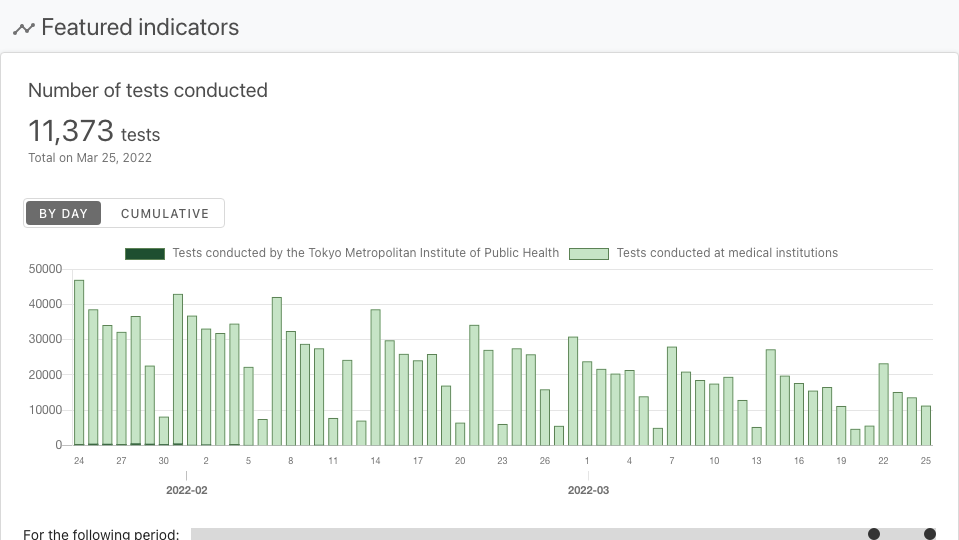 Featured indicators
Number of tests conducted
11,373 tests
Total on Mar 25, 2022
BY DAY CUMULATIVE
Tests conducted by the Tokyo Metropolitan Institute of Public Health Tests conducted at medical institutions
50000
40000
30000
20000
10000
0
24 27 30 2 5 8 11 14 17 20 23 26 1 4 7 10 13 16 19 22 25
2022-02 2022-03
For the following period: